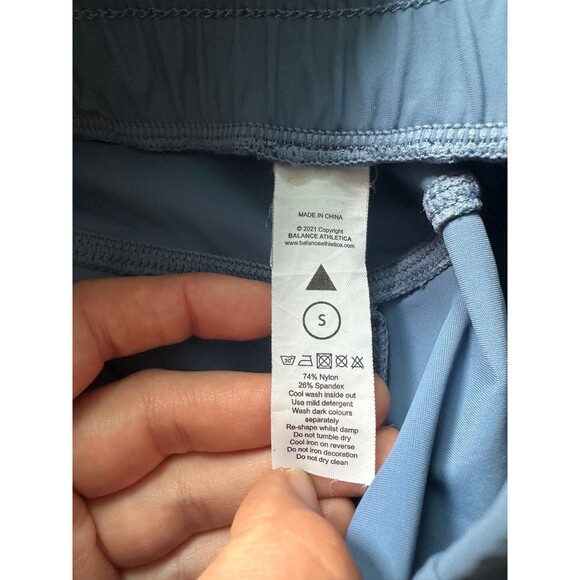 MADE IN CHINA
© 2021 Copyright
BALANCE ATHLETICA
www.balanceathletica.com
S
30
74% Nylon
26% Spandex
Cool wash inside out
Use mild detergent
Wash dark colours
separately
Re-shape whilst damp
Do not tumble dry
Cool iron on reverse
Do not iron decoration
Do not dry clean